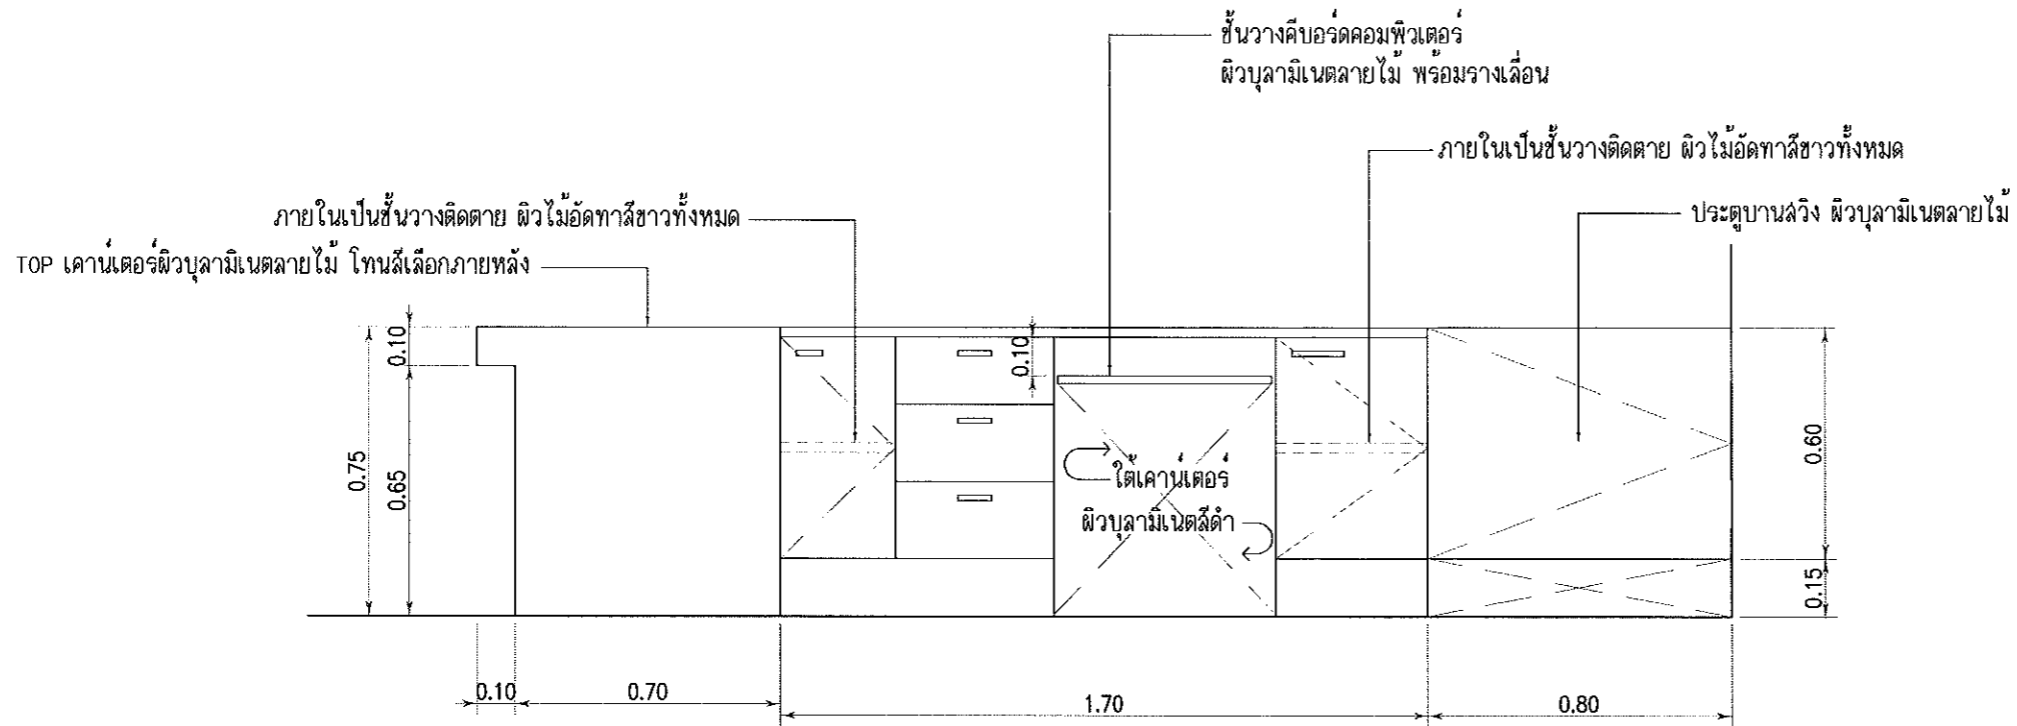 ชั้นวางคีบอร์ดคอมพิวเตอร์
ผิวบุลามิเนตลายไม้ พร้อมรางเลื่อน
ภายในเป็นชั้นวางติดตาย ผิวไม้อัดทาสีขาวทั้งหมด
ภายในเป็นชั้นวางติดตาย ผิวไม้อัดทาสีขาวทั้งหมด
ประตูบานสวิง ผิวบุลามิเนตลายไม้
TOP เคาน์เตอร์ผิวบุลามิเนตลายไม้ โทนสีเลือกภายหลัง
0.10
0.10
0.75
0.65
0.60
ใต้เคาน์เตอร์
ผิวบุลามิเนตสีดำ
0.15
0.10
0.70
1.70
0.80